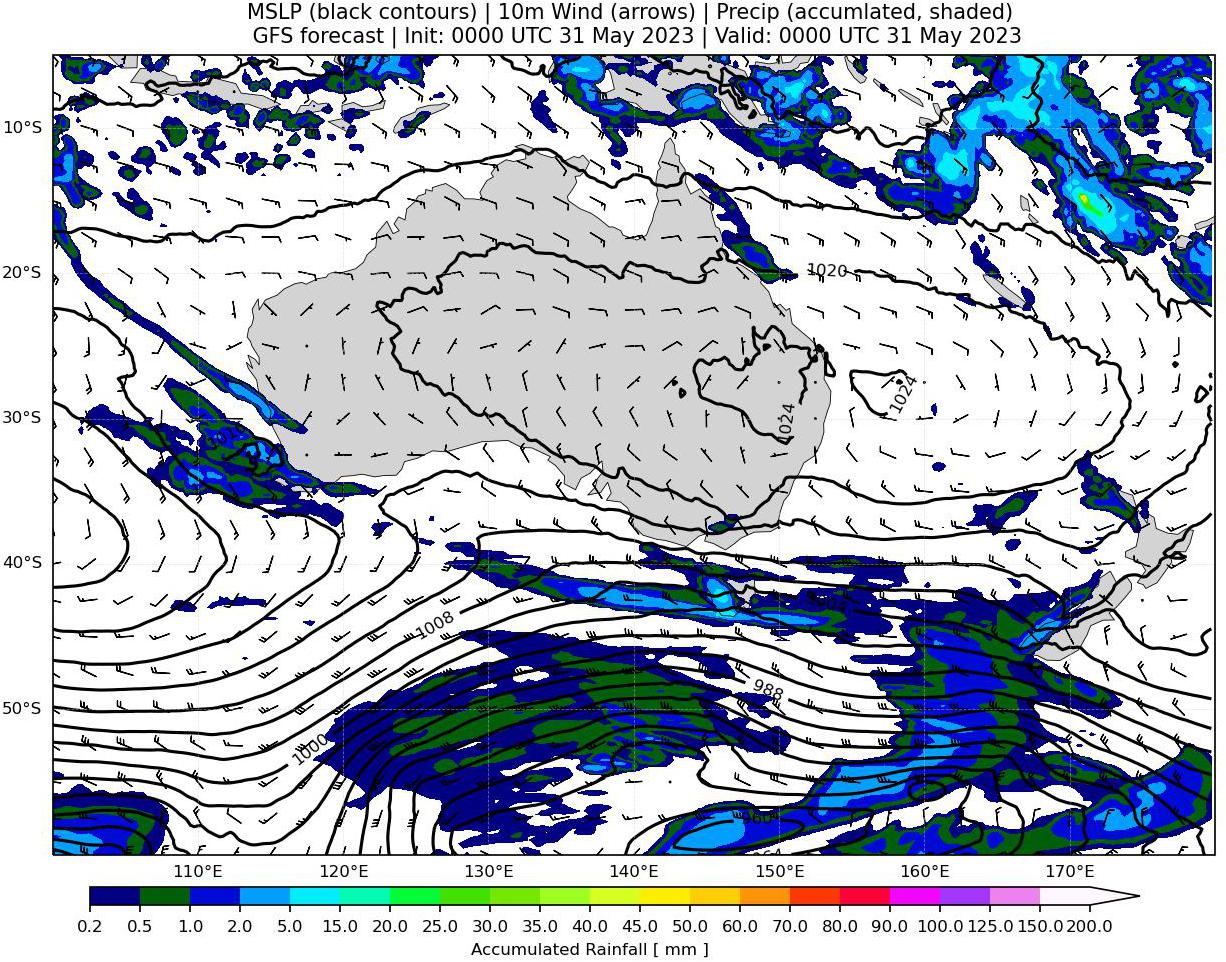 MSLP (black contours) | 10m Wind (arrows) | Precip (accumlated, shaded)
GFS forecast | Init: 0000 UTC 31 May 2023 | Valid: 0000 UTC 31 May 2023
10°S
20°S
1020
1024
1024
30°S
40°S
1008
988
50°S
1000
960
110°E 120°E 130°E 140°E 150°E 160°E 170°E
0.2 0.5 1.0 2.0 5.0 10.0 15.0 20.0 25.0 30.0 35.0 40.0 45.0 50.0 60.0 70.0 80.0 90.0 100.0 125.0 150.0 200.0
Accumulated Rainfall [ mm ]